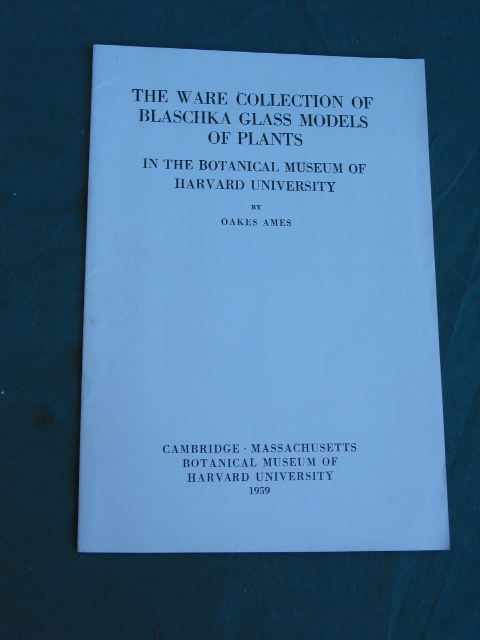 THE WARE COLLECTION OF
BLASCHKA GLASS MODELS
OF PLANTS
IN THE BOTANICAL MUSEUM OF
HARVARD UNIVERSITY
BY
OAKES AMES
CAMBRIDGE · MASSACHUSETTS
BOTANICAL MUSEUM OF
HARVARD UNIVERSITY
1959